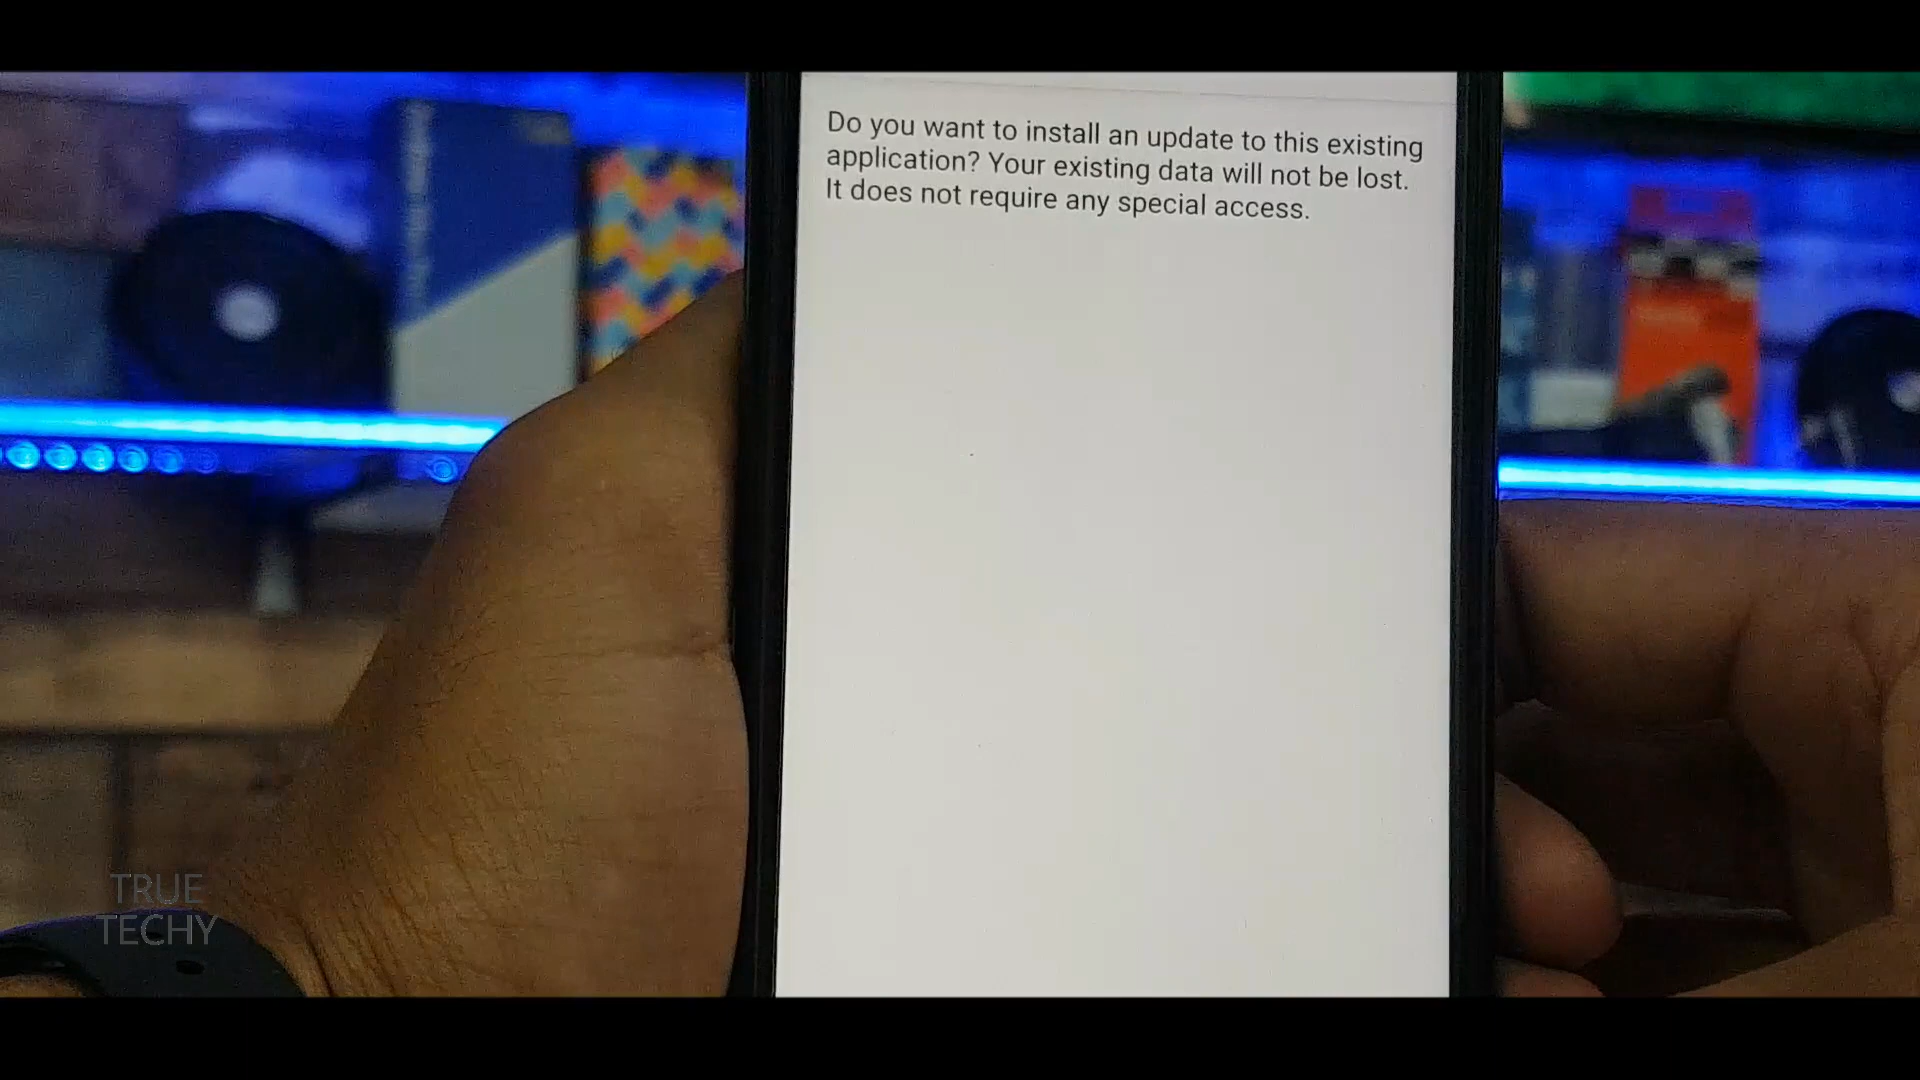 Do you want to install an update to this existing
application? Your existing data will not be lost.
It does not require any special access.
TRUE
TECHY